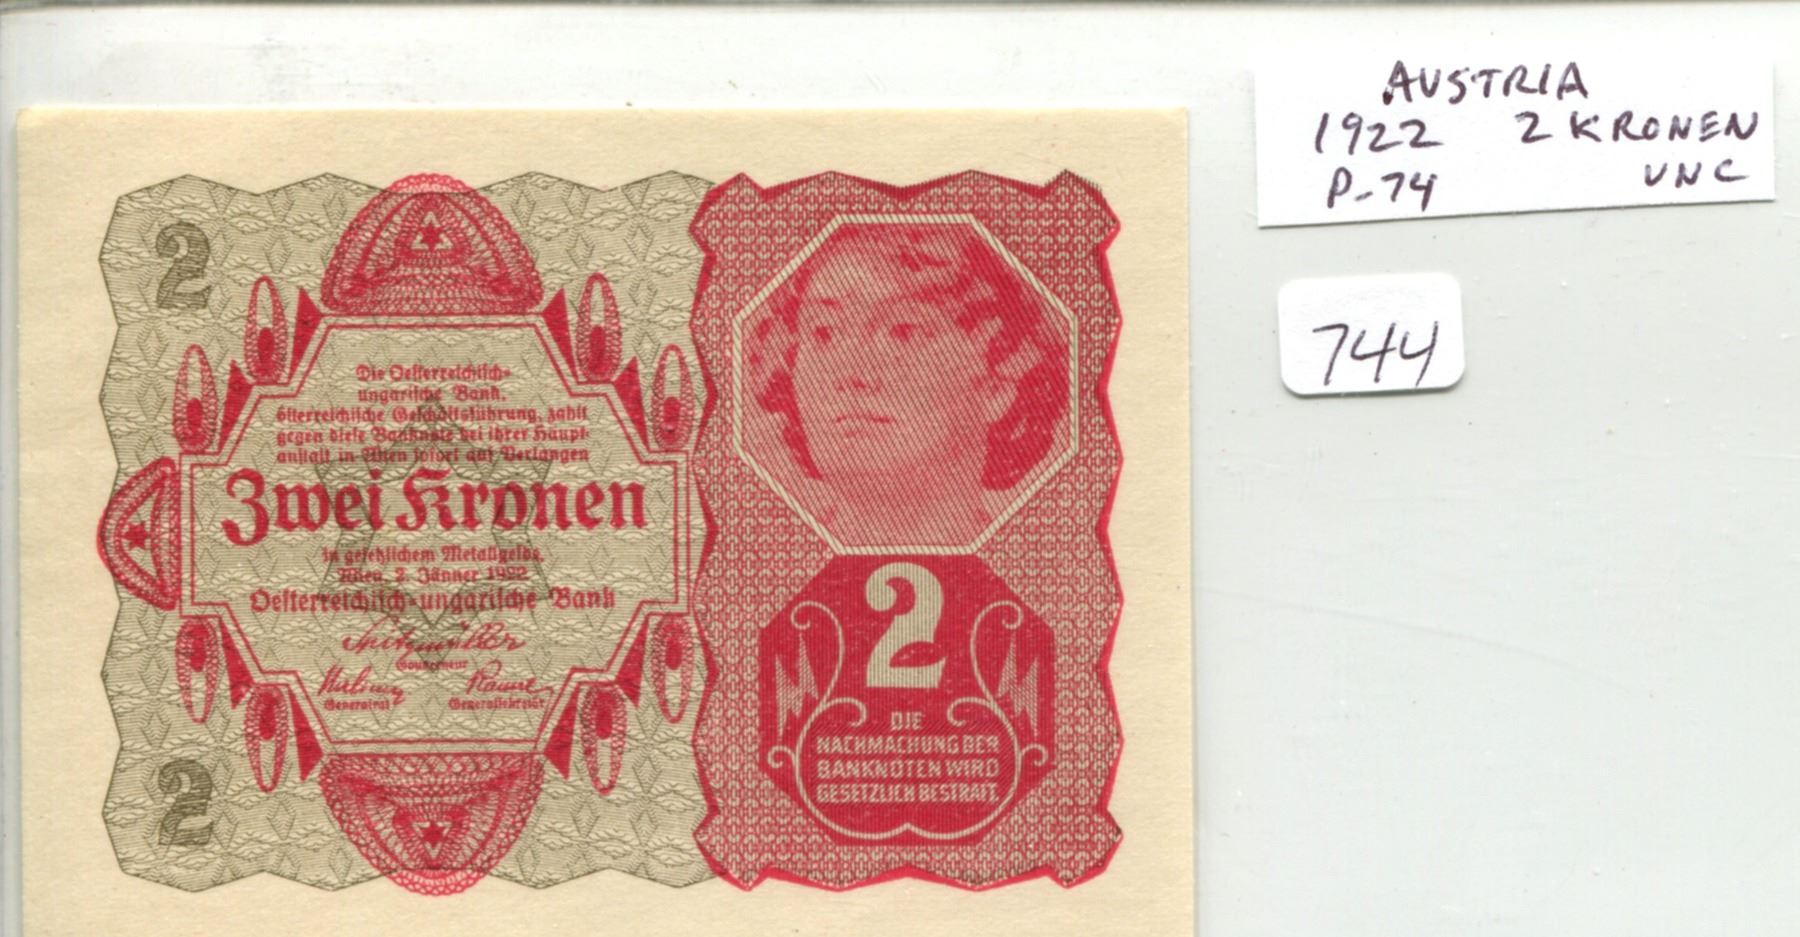 AUSTRIA
1922 2 KRONEN
P-74 UNC
744
2
2
Die Oesterreichisch-
ungarische Bank,
österreichische Geschäftsführung, zahlt
gegen diese Banknote bei ihrer Haupt-
anstalt in Wien sofort auf Verlangen
Zwei Kronen
in gesetzlichem Metallgelde.
Wien, 2. Jänner 1922
Oesterreichisch-ungarische Bank
Spitzmüller
Gouverneur
Generalrat Generalsekretär
2
DIE
NACHMACHUNG DER
BANKNOTEN WIRD
GESETZLICH BESTRAFT